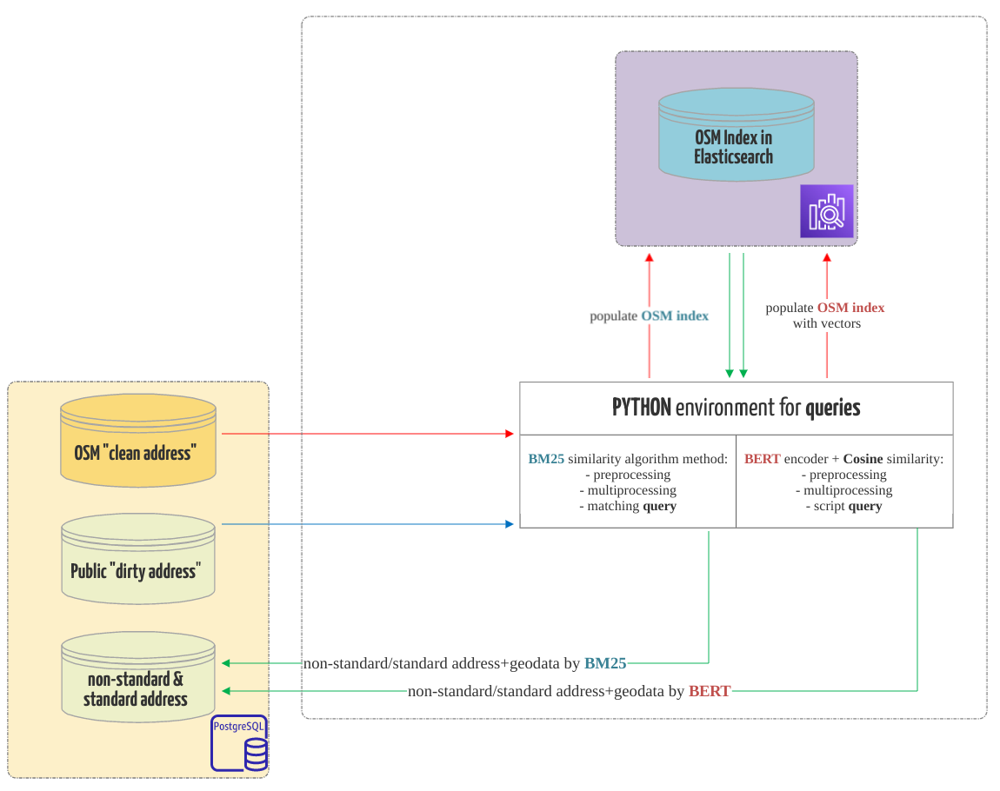 OSM Index in
Elasticsearch
populate OSM index
populate OSM index
with vectors
PYTHON environment for queries
BM25 similarity algorithm method:
- preprocessing
- multiprocessing
- matching query
BERT encoder + Cosine similarity:
- preprocessing
- multiprocessing
- script query
OSM "clean address"
Public "dirty address"
non-standard &
standard address
PostgreSQL
non-standard/standard address+geodata by BM25
non-standard/standard address+geodata by BERT